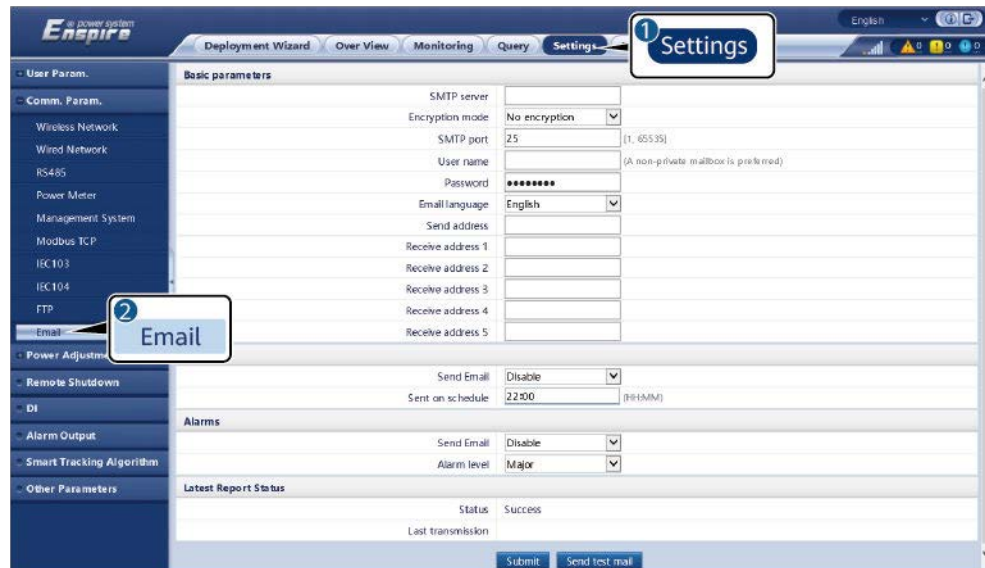 Enspire
e power system
English
Deployment Wizard Over View Monitoring Query Settings
1 Settings
0 0 0
User Param.
Comm. Param.
Wireless Network
Wired Network
RS485
Power Meter
Management System
Modbus TCP
IEC103
IEC104
FTP
Email
2 Email
Power Adjustm
Remote Shutdown
DI
Alarm Output
Smart Tracking Algorithm
Other Parameters
Basic parameters
SMTP server
Encryption mode No encryption
SMTP port 25 [1, 65535]
User name (A non-private mailbox is preferred)
Password ●●●●●●●●
Email language English
Send address
Receive address 1
Receive address 2
Receive address 3
Receive address 4
Receive address 5
Send Email Disable
Sent on schedule 22:00 (HH:MM)
Alarms
Send Email Disable
Alarm level Major
Latest Report Status
Status Success
Last transmission
Submit Send test mail